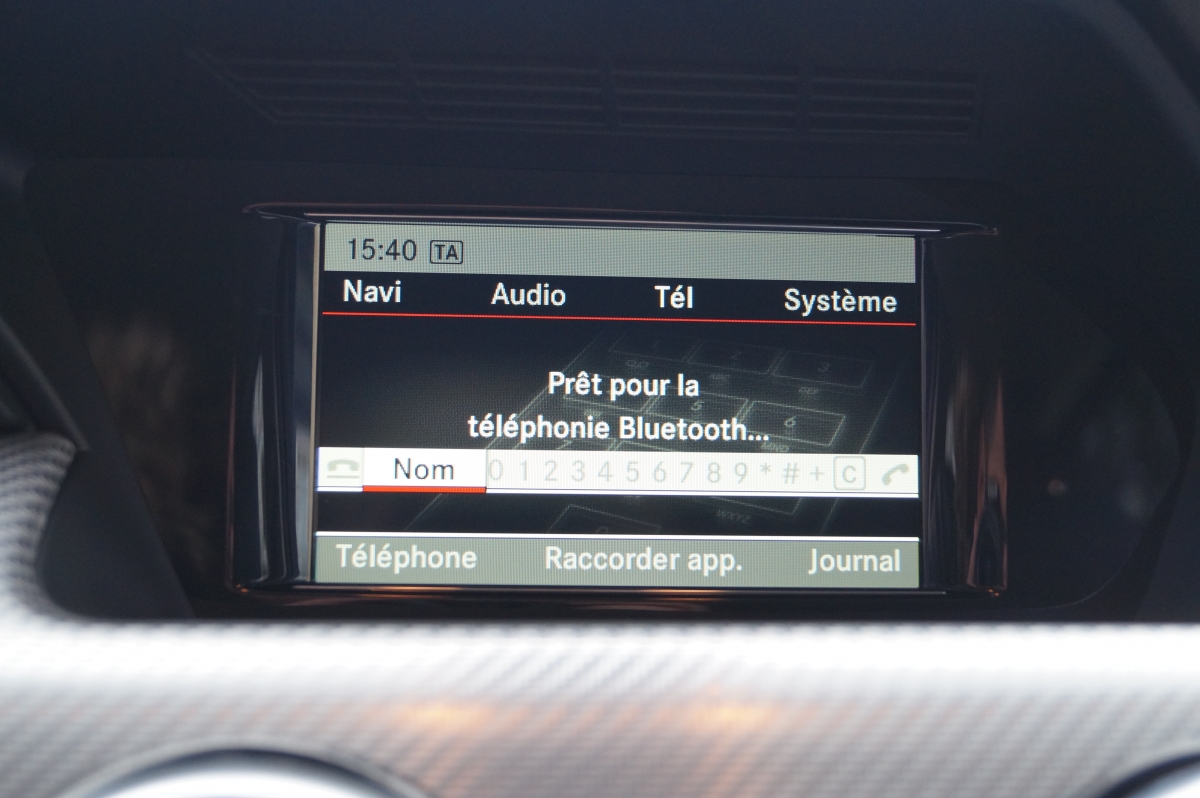 15:40 TA
Navi Audio Tél Système
Prêt pour la
téléphonie Bluetooth...
Nom 0 1 2 3 4 5 6 7 8 9 * # + C
Téléphone Raccorder app. Journal